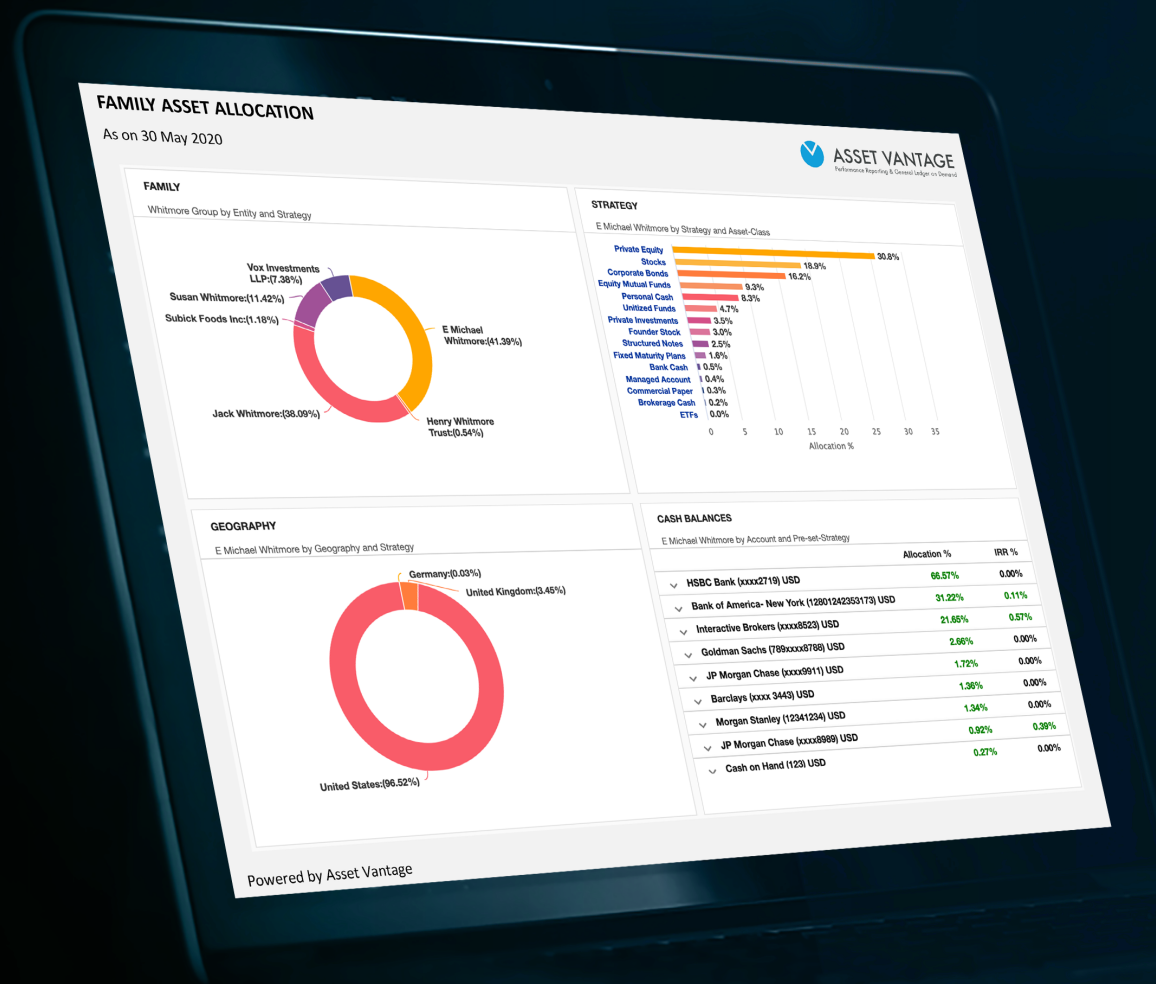 FAMILY ASSET ALLOCATION
As on 30 May 2020
ASSET VANTAGE
Performance Reporting & General Ledger on Demand
FAMILY
Whitmore Group by Entity and Strategy
Vox Investments
LLP:(7.38%)
Susan Whitmore:(11.42%)
Subick Foods Inc:(1.18%)
E Michael
Whitmore:(41.39%)
Jack Whitmore:(38.09%)
Henry Whitmore
Trust:(0.54%)
STRATEGY
E Michael Whitmore by Strategy and Asset-Class
Private Equity 30.8%
Stocks 18.9%
Corporate Bonds 16.2%
Equity Mutual Funds 9.3%
Personal Cash 8.3%
Unitized Funds 4.7%
Private Investments 3.5%
Founder Stock 3.0%
Structured Notes 2.5%
Fixed Maturity Plans 1.6%
Bank Cash 0.5%
Managed Account 0.4%
Commercial Paper 0.3%
Brokerage Cash 0.2%
ETFs 0.0%
0 5 10 15 20 25 30 35
Allocation %
GEOGRAPHY
E Michael Whitmore by Geography and Strategy
Germany:(0.03%)
United Kingdom:(3.45%)
United States:(96.52%)
CASH BALANCES
E Michael Whitmore by Account and Pre-set-Strategy
Allocation % IRR %
HSBC Bank (xxxx2719) USD 66.57% 0.00%
Bank of America- New York (12801242353173) USD 31.22% 0.11%
Interactive Brokers (xxxx8523) USD 21.65% 0.57%
Goldman Sachs (789xxxx8788) USD 2.66% 0.00%
JP Morgan Chase (xxxx9911) USD 1.72% 0.00%
Barclays (xxxx 3443) USD 1.36% 0.00%
Morgan Stanley (12341234) USD 1.34% 0.00%
JP Morgan Chase (xxxx8989) USD 0.92% 0.39%
Cash on Hand (123) USD 0.27% 0.00%
Powered by Asset Vantage